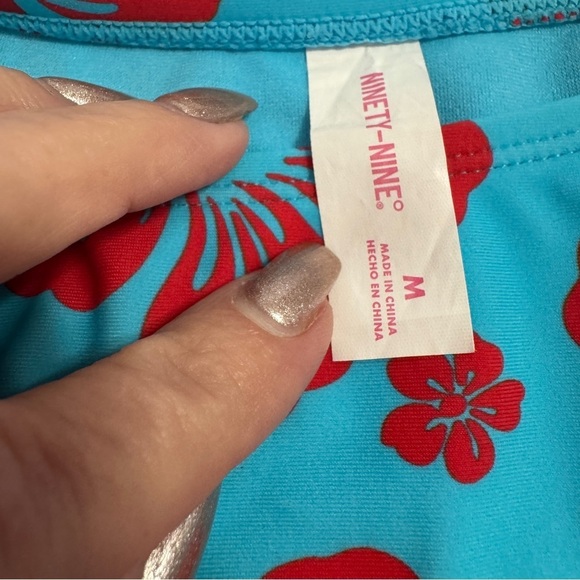 NINETY-NINE®°
M
MADE IN CHINA
HECHO EN CHINA